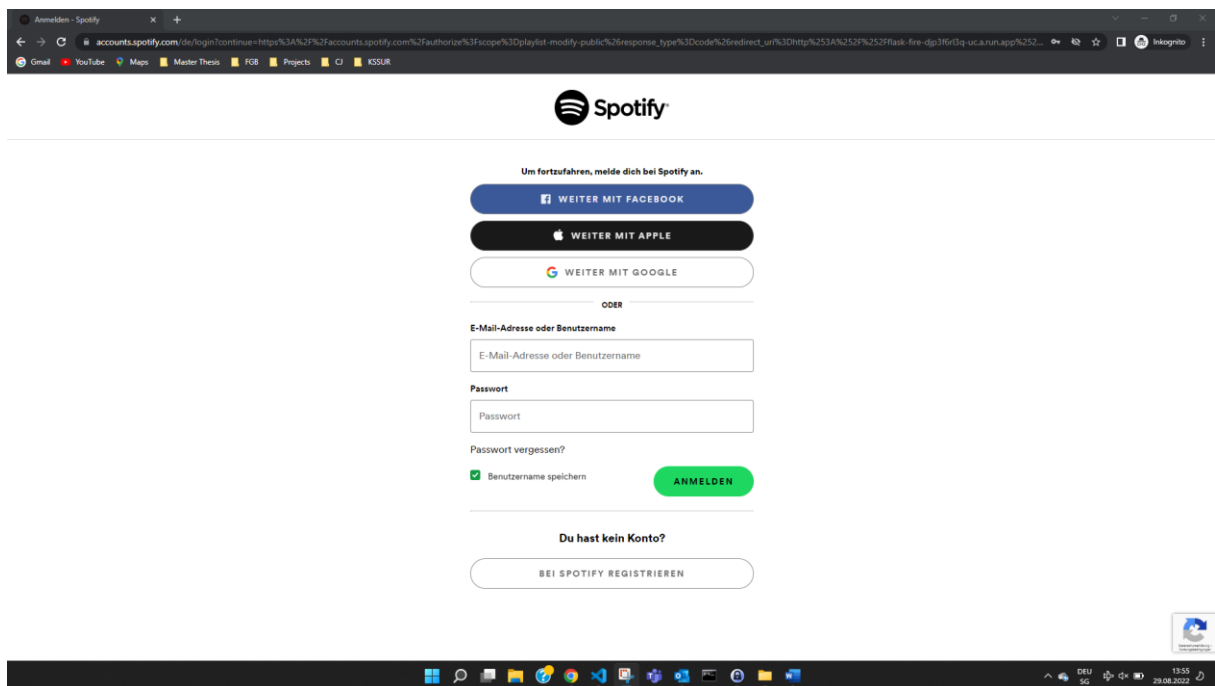 Anmelden - Spotify
accounts.spotify.com/de/login?continue=https%3A%2F%2Faccounts.spotify.com%2Fauthorize%3Fscope%3Dplaylist-modify-public%26response_type%3Dcode%26redirect_uri%3Dhttp%253A%252F%252Fflask-fire-djp3f6rl3q-uc.a.run.app%252... Inkognito
Gmail YouTube Maps Master Thesis FGB Projects CJ KSSUR
Spotify
Um fortzufahren, melde dich bei Spotify an.
WEITER MIT FACEBOOK
WEITER MIT APPLE
WEITER MIT GOOGLE
ODER
E-Mail-Adresse oder Benutzername
E-Mail-Adresse oder Benutzername
Passwort
Passwort
Passwort vergessen?
Benutzername speichern
ANMELDEN
Du hast kein Konto?
BEI SPOTIFY REGISTRIEREN
DEU 13:55
SG 29.08.2022